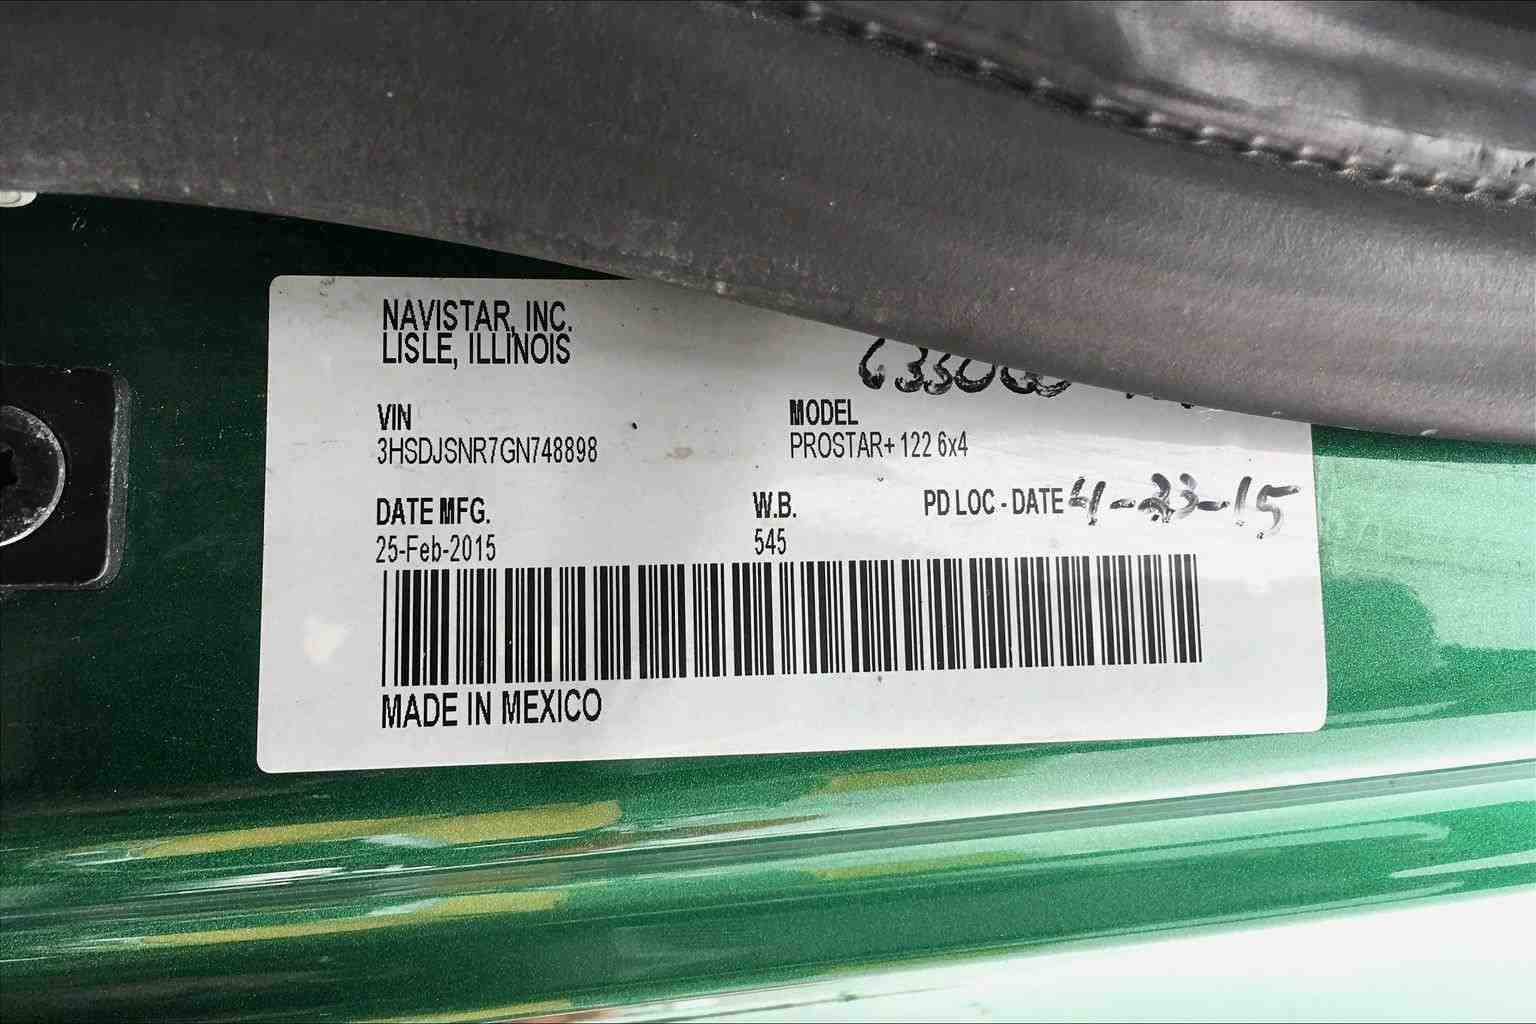 NAVISTAR, INC.
LISLE, ILLINOIS
VIN
3HSDJSNR7GN748898
MODEL
PROSTAR+ 122 6x4
DATE MFG.
25-Feb-2015
W.B.
545
PD LOC - DATE 4-23-15
MADE IN MEXICO